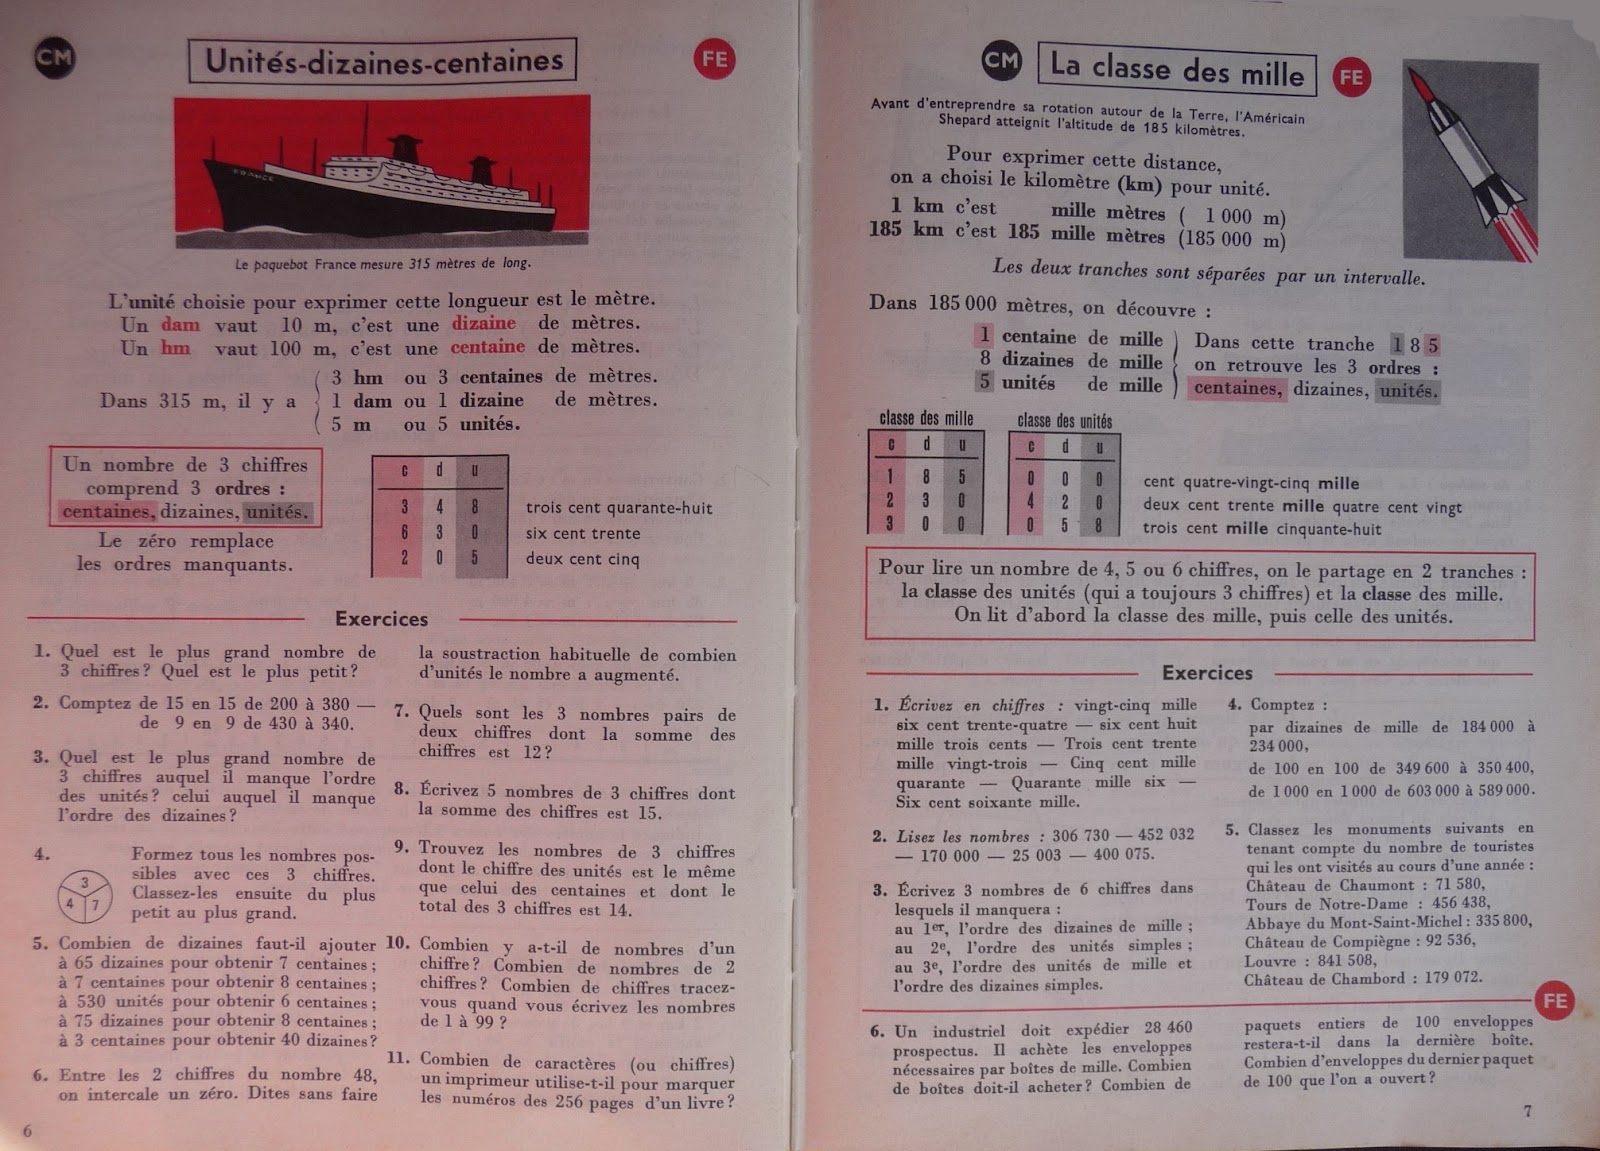 CM
Unités-dizaines-centaines
FE
FRANCE
Le paquebot France mesure 315 mètres de long.
L'unité choisie pour exprimer cette longueur est le mètre.
Un dam vaut 10 m, c'est une dizaine de mètres.
Un hm vaut 100 m, c'est une centaine de mètres.
Dans 315 m, il y a
3 hm ou 3 centaines de mètres.
1 dam ou 1 dizaine de mètres.
5 m ou 5 unités.
Un nombre de 3 chiffres
comprend 3 ordres :
centaines, dizaines, unités.
Le zéro remplace
les ordres manquants.
c d u
3 4 8 trois cent quarante-huit
6 3 0 six cent trente
2 0 5 deux cent cinq
Exercices
1. Quel est le plus grand nombre de
3 chiffres? Quel est le plus petit?
2. Comptez de 15 en 15 de 200 à 380 —
de 9 en 9 de 430 à 340.
3. Quel est le plus grand nombre de
3 chiffres auquel il manque l'ordre
des unités? celui auquel il manque
l'ordre des dizaines?
4. Formez tous les nombres pos-
sibles avec ces 3 chiffres.
Classez-les ensuite du plus
petit au plus grand.
3
4 7
5. Combien de dizaines faut-il ajouter
à 65 dizaines pour obtenir 7 centaines;
à 7 centaines pour obtenir 8 centaines;
à 530 unités pour obtenir 6 centaines;
à 75 dizaines pour obtenir 8 centaines;
à 3 centaines pour obtenir 40 dizaines?
6. Entre les 2 chiffres du nombre 48,
on intercale un zéro. Dites sans faire
la soustraction habituelle de combien
d'unités le nombre a augmenté.
7. Quels sont les 3 nombres pairs de
deux chiffres dont la somme des
chiffres est 12?
8. Écrivez 5 nombres de 3 chiffres dont
la somme des chiffres est 15.
9. Trouvez les nombres de 3 chiffres
dont le chiffre des unités est le même
que celui des centaines et dont le
total des 3 chiffres est 14.
10. Combien y a-t-il de nombres d'un
chiffre? Combien de nombres de 2
chiffres? Combien de chiffres tracez-
vous quand vous écrivez les nombres
de 1 à 99 ?
11. Combien de caractères (ou chiffres)
un imprimeur utilise-t-il pour marquer
les numéros des 256 pages d'un livre?
6
CM
La classe des mille
FE
Avant d'entreprendre sa rotation autour de la Terre, l'Américain
Shepard atteignit l'altitude de 185 kilomètres.
Pour exprimer cette distance,
on a choisi le kilomètre (km) pour unité.
1 km c'est mille mètres ( 1 000 m)
185 km c'est 185 mille mètres (185 000 m)
Les deux tranches sont séparées par un intervalle.
Dans 185 000 mètres, on découvre :
1 centaine de mille
8 dizaines de mille
5 unités de mille
Dans cette tranche 1 8 5
on retrouve les 3 ordres :
centaines, dizaines, unités.
classe des mille classe des unités
c d u c d u
1 8 5 0 0 0 cent quatre-vingt-cinq mille
2 3 0 4 2 0 deux cent trente mille quatre cent vingt
3 0 0 0 5 8 trois cent mille cinquante-huit
Pour lire un nombre de 4, 5 ou 6 chiffres, on le partage en 2 tranches :
la classe des unités (qui a toujours 3 chiffres) et la classe des mille.
On lit d'abord la classe des mille, puis celle des unités.
Exercices
1. Écrivez en chiffres : vingt-cinq mille
six cent trente-quatre — six cent huit
mille trois cents — Trois cent trente
mille vingt-trois — Cinq cent mille
quarante — Quarante mille six —
Six cent soixante mille.
2. Lisez les nombres : 306 730 — 452 032
— 170 000 — 25 003 — 400 075.
3. Écrivez 3 nombres de 6 chiffres dans
lesquels il manquera :
au 1er, l'ordre des dizaines de mille ;
au 2e, l'ordre des unités simples ;
au 3e, l'ordre des unités de mille et
l'ordre des dizaines simples.
4. Comptez :
par dizaines de mille de 184 000 à
234 000,
de 100 en 100 de 349 600 à 350 400,
de 1 000 en 1 000 de 603 000 à 589 000.
5. Classez les monuments suivants en
tenant compte du nombre de touristes
qui les ont visités au cours d'une année :
Château de Chaumont : 71 580,
Tours de Notre-Dame : 456 438,
Abbaye du Mont-Saint-Michel : 335 800,
Château de Compiègne : 92 536,
Louvre : 841 508,
Château de Chambord : 179 072.
FE
6. Un industriel doit expédier 28 460
prospectus. Il achète les enveloppes
nécessaires par boîtes de mille. Combien
de boîtes doit-il acheter? Combien de
paquets entiers de 100 enveloppes
restera-t-il dans la dernière boîte.
Combien d'enveloppes du dernier paquet
de 100 que l'on a ouvert?
7